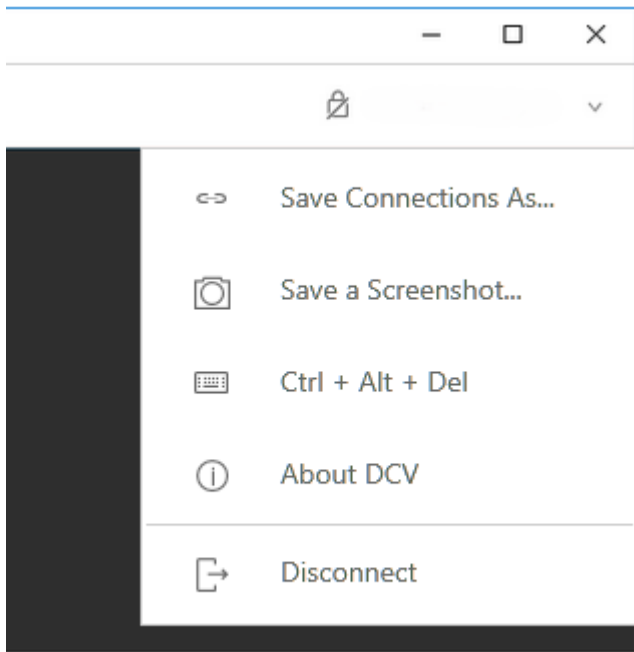 Save Connections As...
Save a Screenshot...
Ctrl + Alt + Del
About DCV
Disconnect